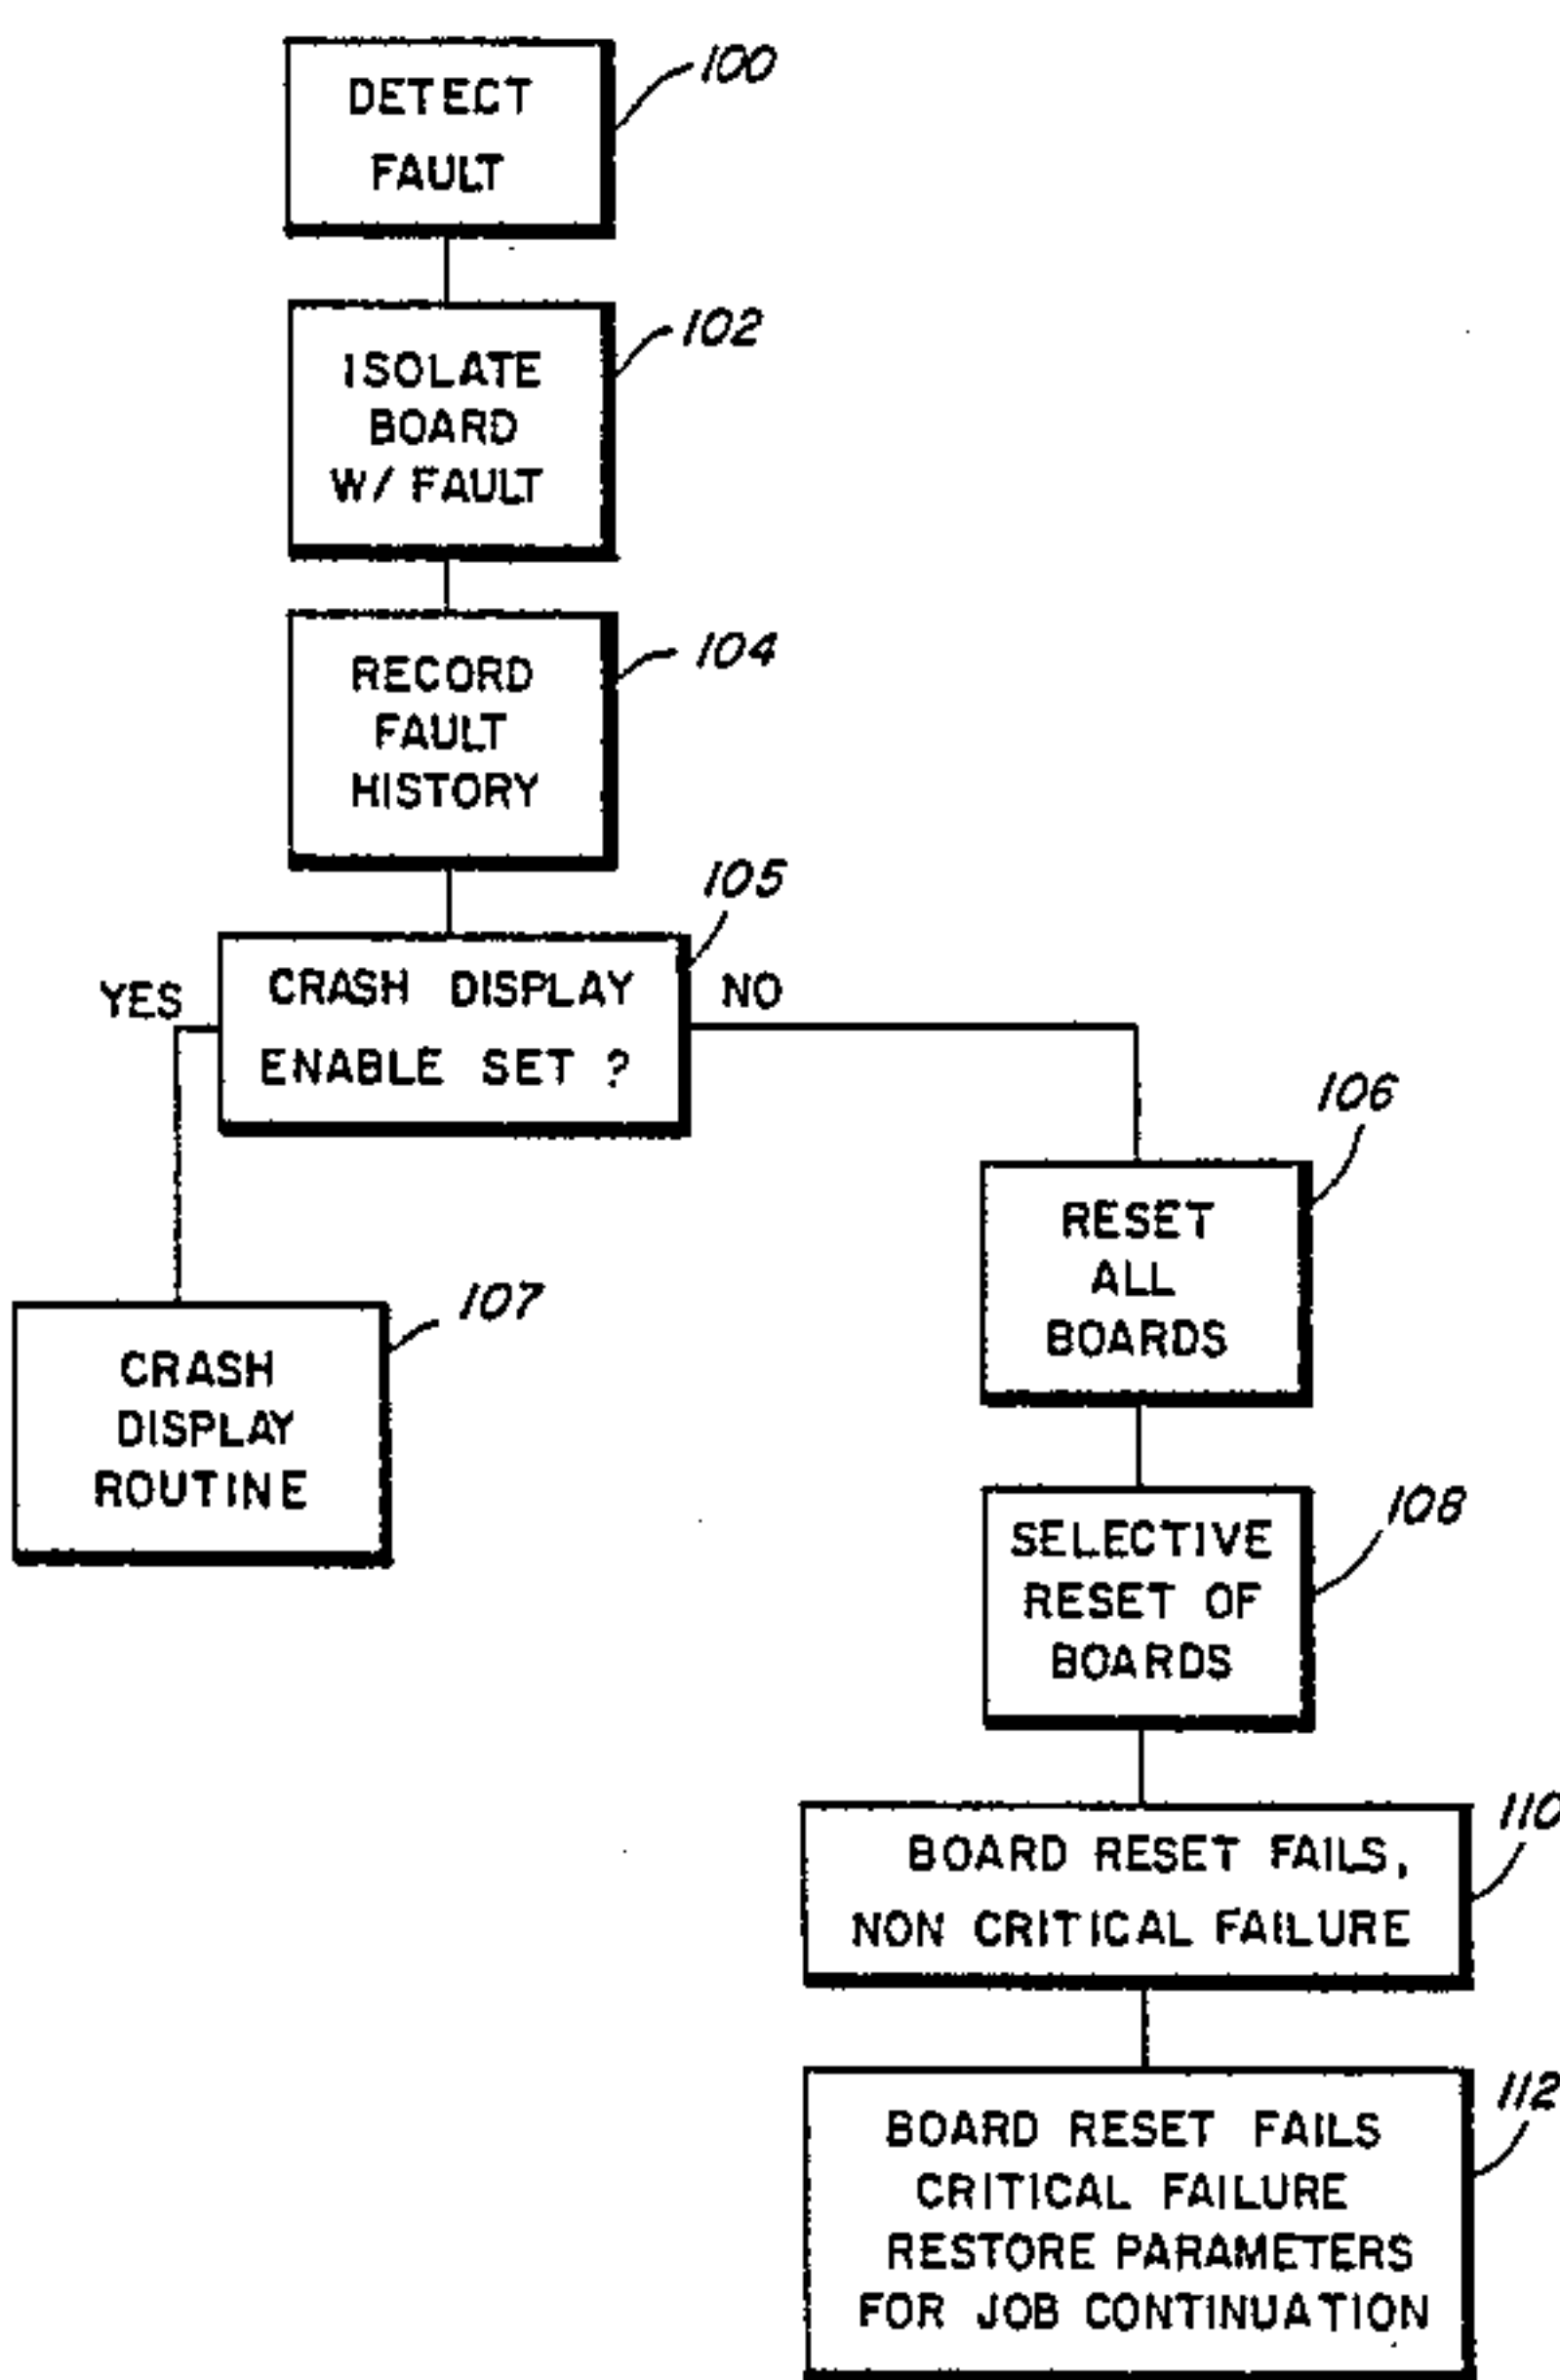 100
DETECT
FAULT
102
ISOLATE
BOARD
W/ FAULT
104
RECORD
FAULT
HISTORY
105
YES
CRASH DISPLAY
ENABLE SET ?
NO
106
RESET
ALL
BOARDS
107
CRASH
DISPLAY
ROUTINE
108
SELECTIVE
RESET OF
BOARDS
110
BOARD RESET FAILS,
NON CRITICAL FAILURE
112
BOARD RESET FAILS
CRITICAL FAILURE
RESTORE PARAMETERS
FOR JOB CONTINUATION